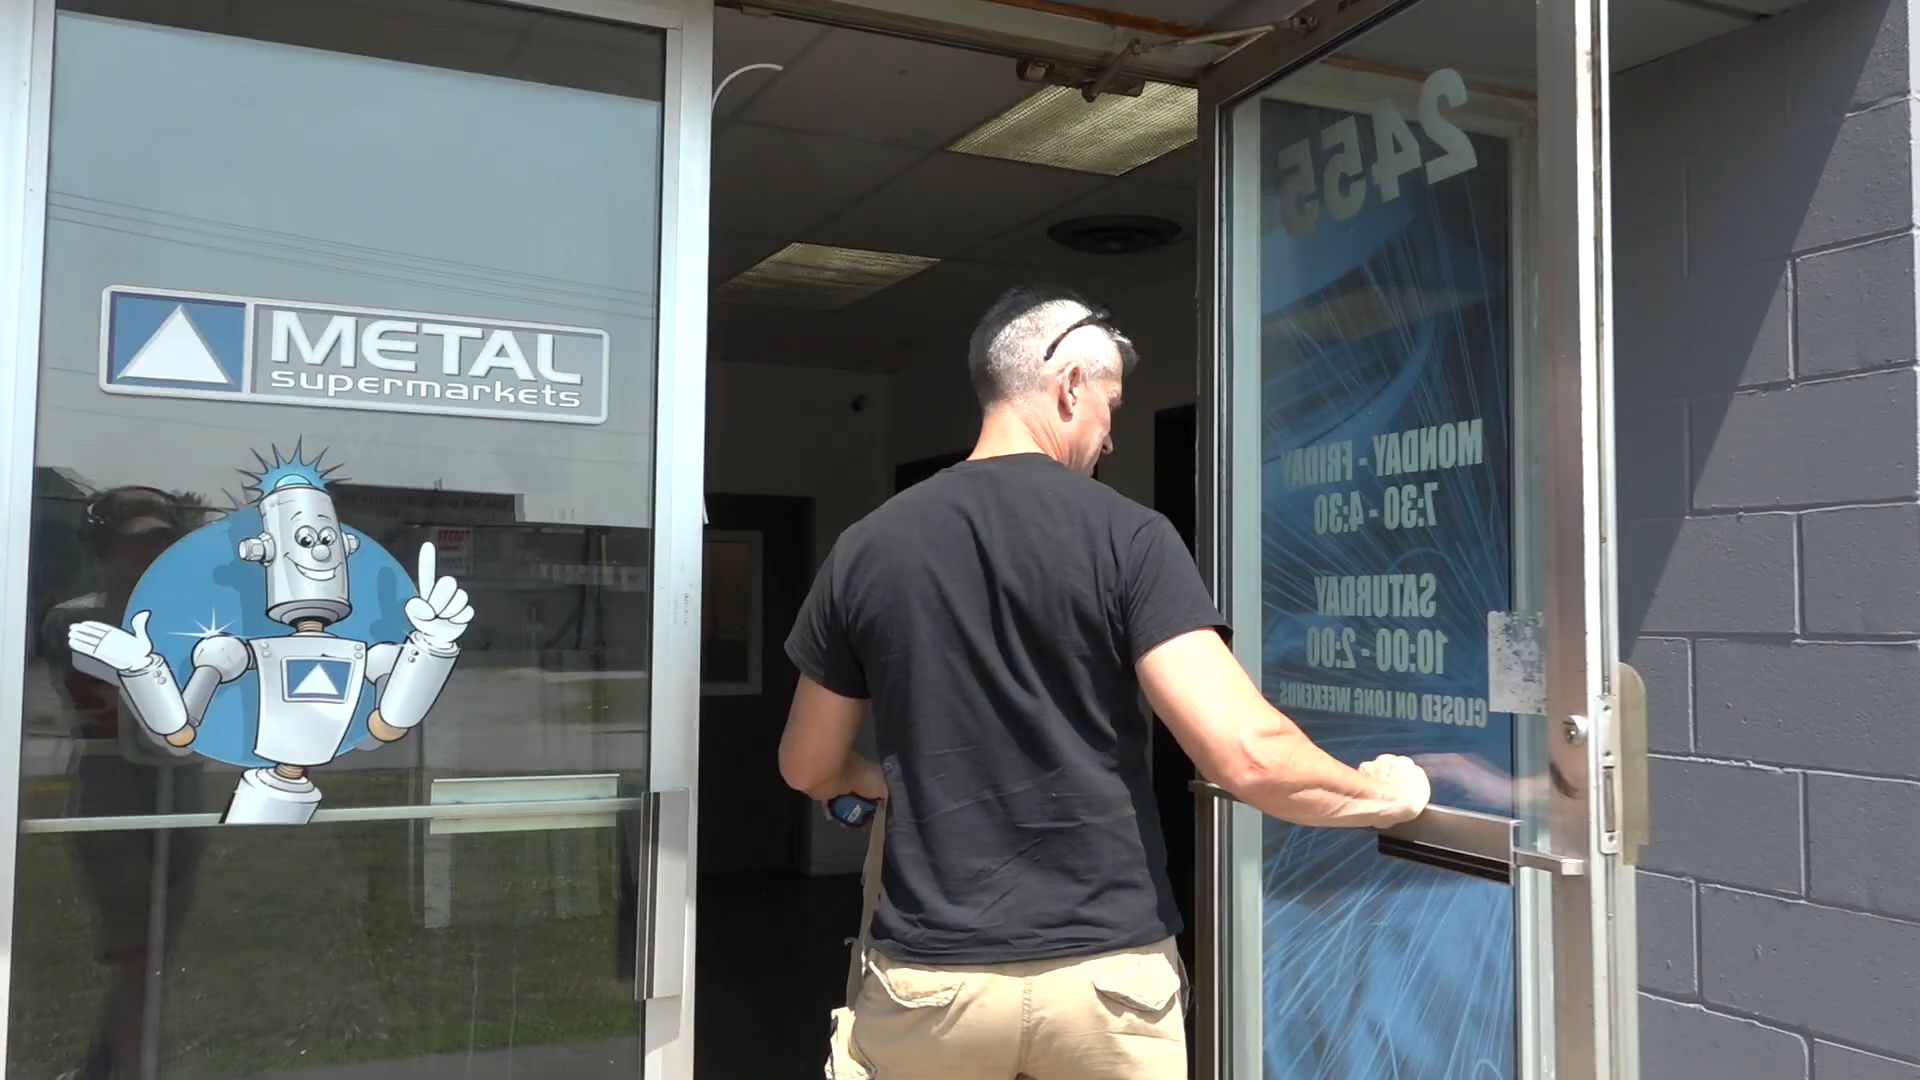 METAL
supermarkets
2455
MONDAY - FRIDAY
7:30 - 4:30
SATURDAY
10:00 - 2:00
CLOSED ON LONG WEEKENDS